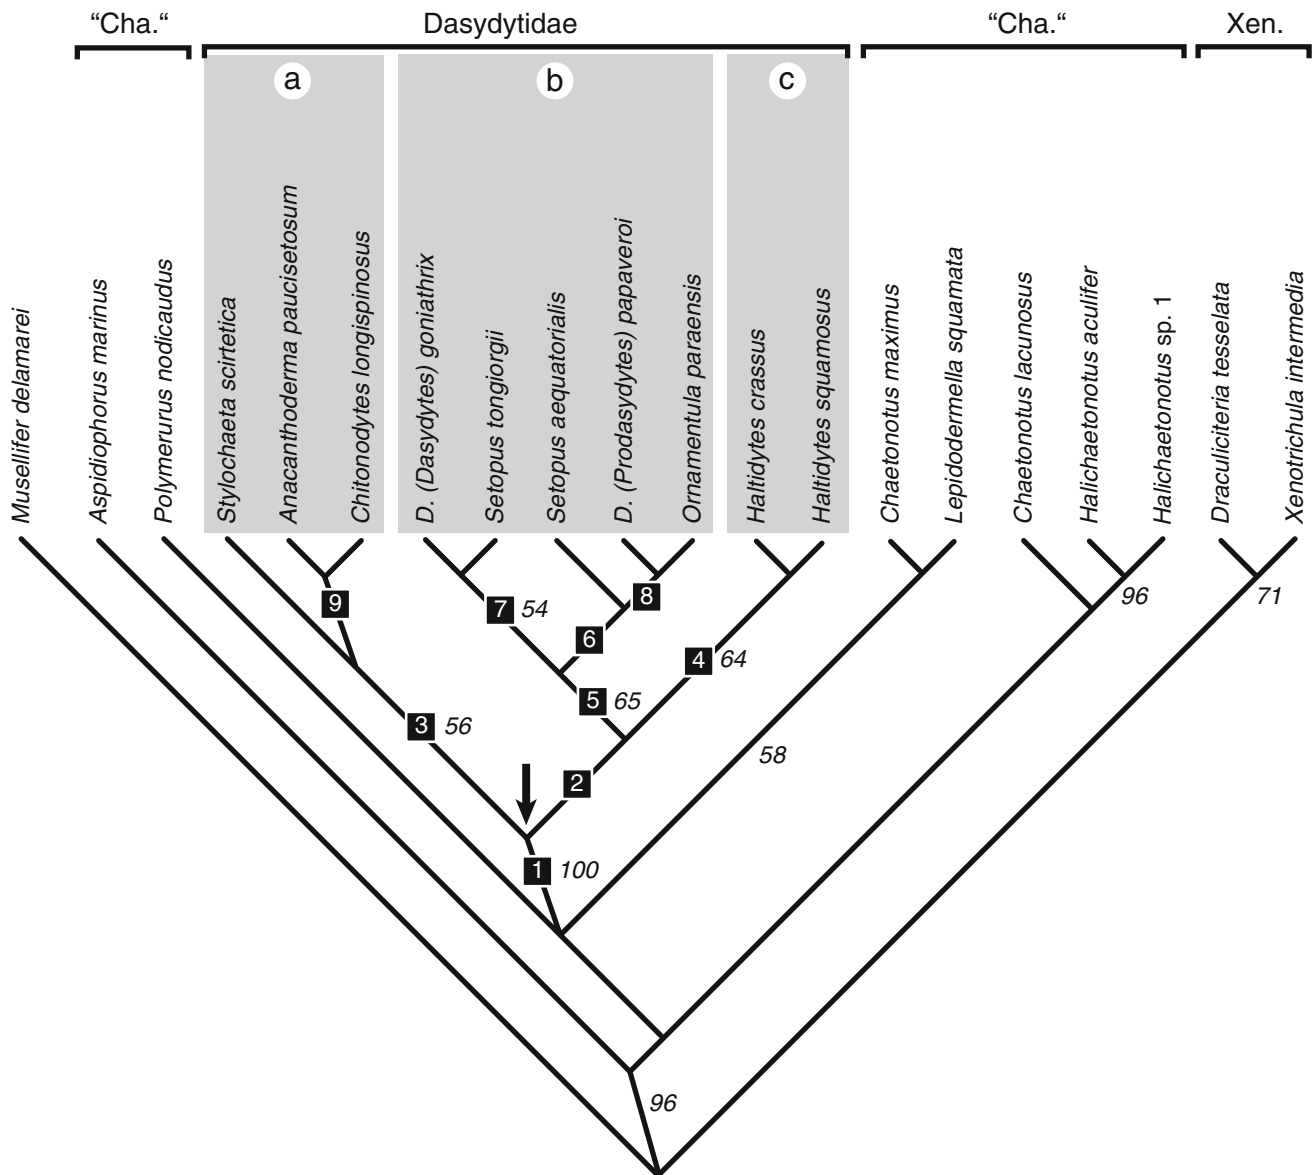 “Cha.“
Dasydytidae
“Cha.“
Xen.
a
b
c
Musellifer delamarei
Aspidiophorus marinus
Polymerurus nodicaudus
Stylochaeta scirtetica
Anacanthoderma paucisetosum
Chitonodytes longispinosus
D. (Dasydytes) goniathrix
Setopus tongiorgii
Setopus aequatorialis
D. (Prodasydytes) papaveroi
Ornamentula paraensis
Haltidytes crassus
Haltidytes squamosus
Chaetonotus maximus
Lepidodermella squamata
Chaetonotus lacunosus
Halichaetonotus aculifer
Halichaetonotus sp. 1
Draculiciteria tesselata
Xenotrichula intermedia
9
7 54
8
96
71
6
4 64
5 65
3 56
2
58
1 100
96